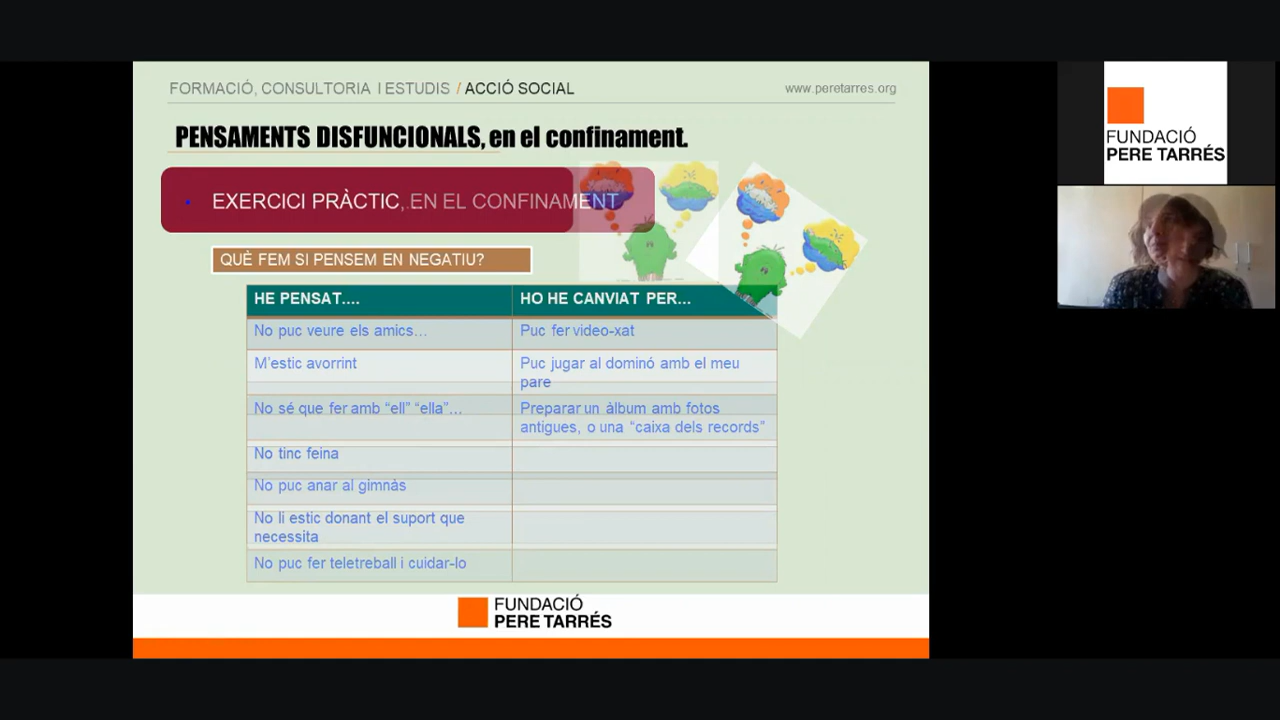 FORMACIÓ, CONSULTORIA I ESTUDIS / ACCIÓ SOCIAL
www.peretarres.org
PENSAMENTS DISFUNCIONALS, en el confinament.
• EXERCICI PRÀCTIC, EN EL CONFINAMENT
QUÈ FEM SI PENSEM EN NEGATIU?
HE PENSAT.... HO HE CANVIAT PER...
No puc veure els amics… Puc fer video-xat
M'estic avorrint Puc jugar al dominó amb el meu
pare
No sé que fer amb “ell” “ella”… Preparar un àlbum amb fotos
antigues, o una “caixa dels records”
No tinc feina
No puc anar al gimnàs
No li estic donant el suport que
necessita
No puc fer teletreball i cuidar-lo
FUNDACIÓ
PERE TARRÉS
FUNDACIÓ
PERE TARRÉS